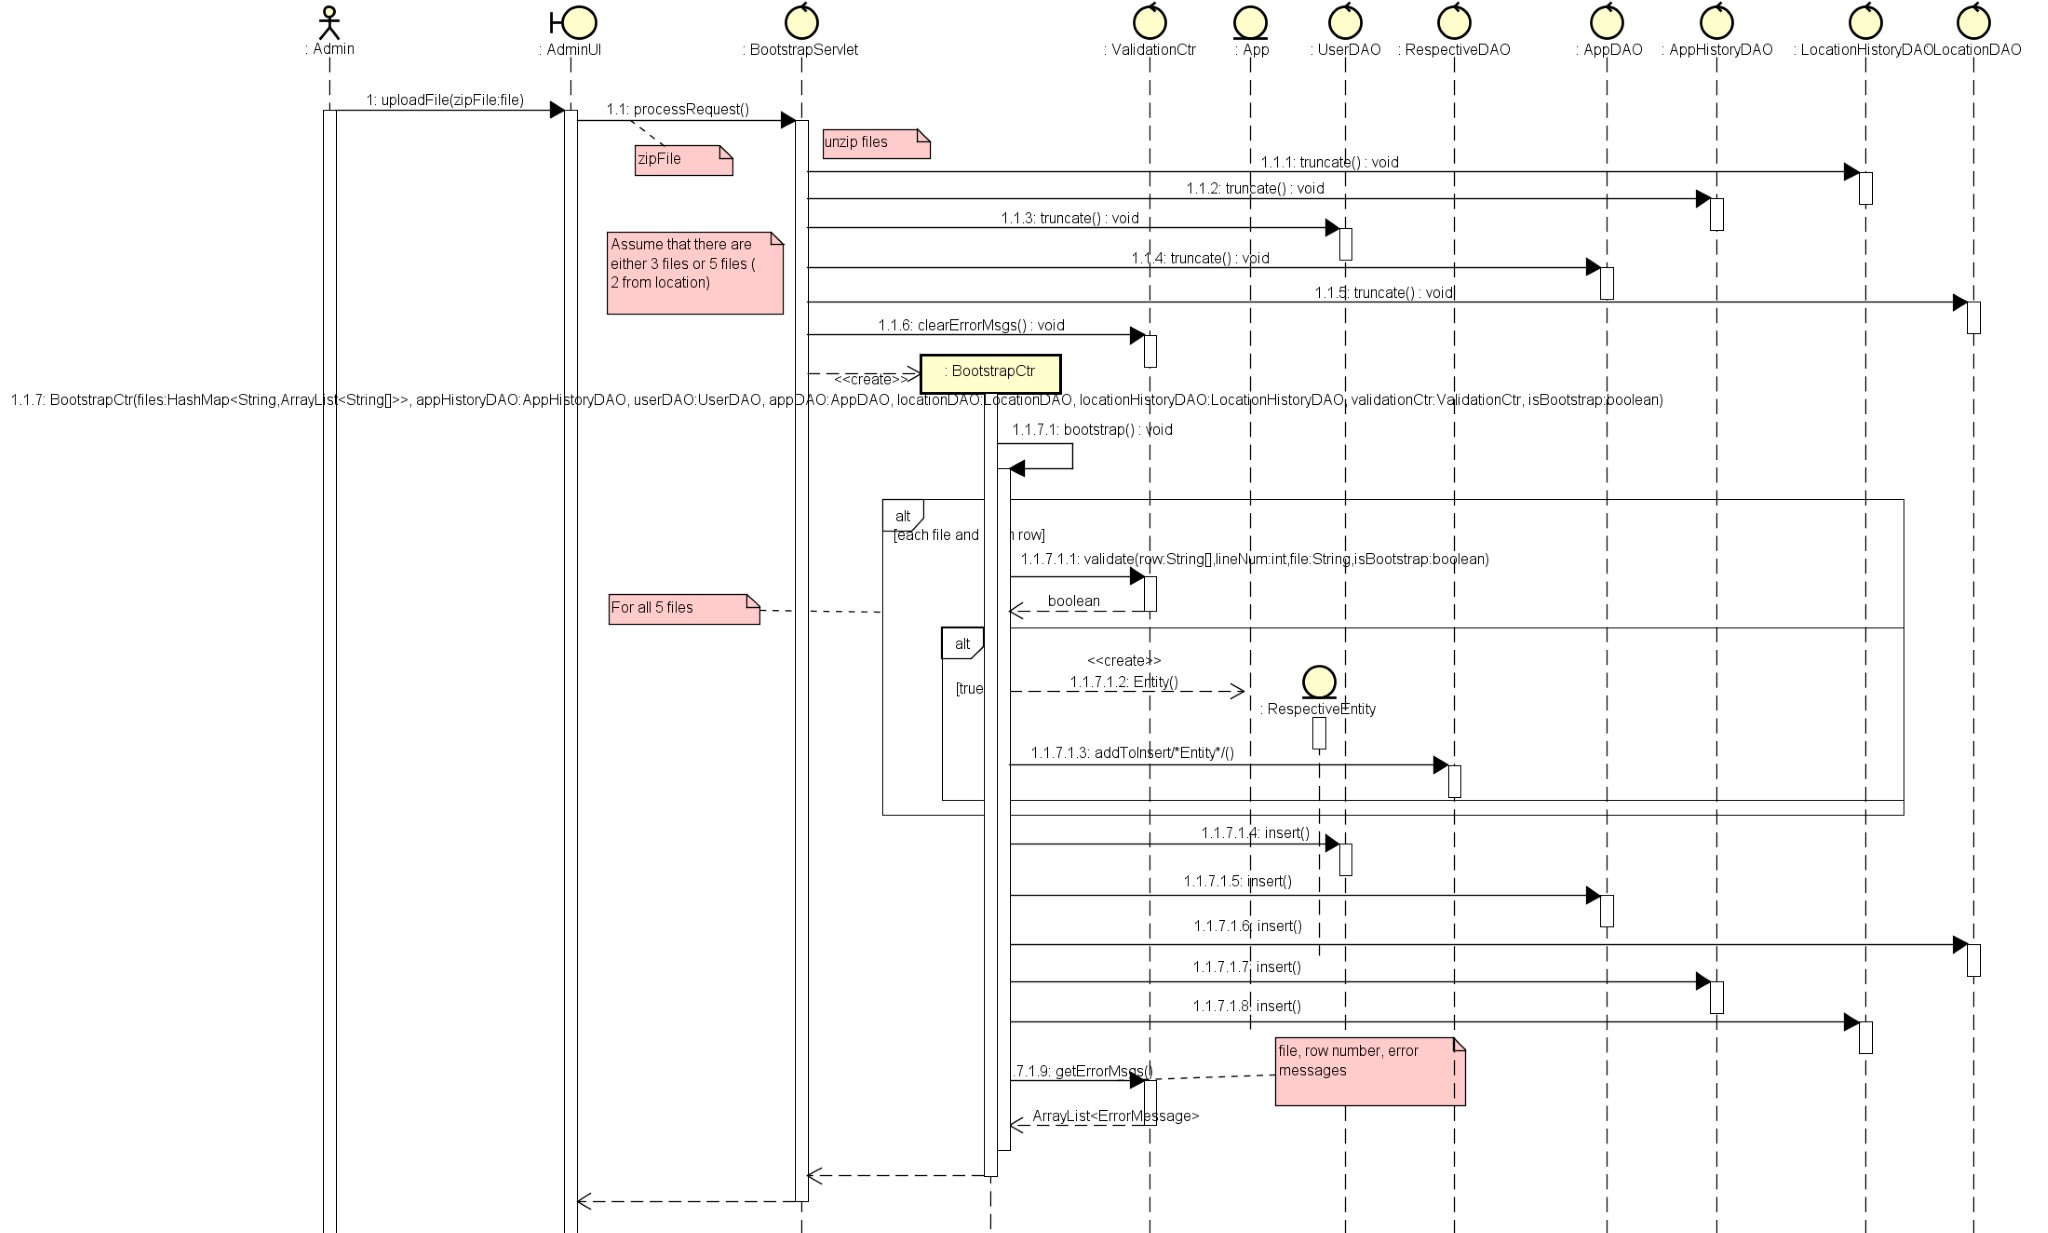 : Admin
: AdminUI
: BootstrapServlet
: ValidationCtr
: App
: UserDAO
: RespectiveDAO
: AppDAO
: AppHistoryDAO
: LocationHistoryDAO
LocationDAO
1: uploadFile(zipFile:file)
1.1: processRequest()
zipFile
unzip files
1.1.1: truncate() : void
1.1.2: truncate() : void
1.1.3: truncate() : void
Assume that there are
either 3 files or 5 files (
2 from location)
1.1.4: truncate() : void
1.1.5: truncate() : void
1.1.6: clearErrorMsgs() : void
<<create>>
: BootstrapCtr
1.1.7: BootstrapCtr(files:HashMap<String,ArrayList<String[]>>, appHistoryDAO:AppHistoryDAO, userDAO:UserDAO, appDAO:AppDAO, locationDAO:LocationDAO, locationHistoryDAO:LocationHistoryDAO, validationCtr:ValidationCtr, isBootstrap:boolean)
1.1.7.1: bootstrap() : void
alt
[each file and row]
1.1.7.1.1: validate(row:String[],lineNum:int,file:String,isBootstrap:boolean)
boolean
For all 5 files
alt
<<create>>
[true
1.1.7.1.2: Entity()
: RespectiveEntity
1.1.7.1.3: addToInsert/*Entity*/()
1.1.7.1.4: insert()
1.1.7.1.5: insert()
1.1.7.1.6: insert()
1.1.7.1.7: insert()
1.1.7.1.8: insert()
file, row number, error
messages
.7.1.9: getErrorMsgs()
ArrayList<ErrorMessage>